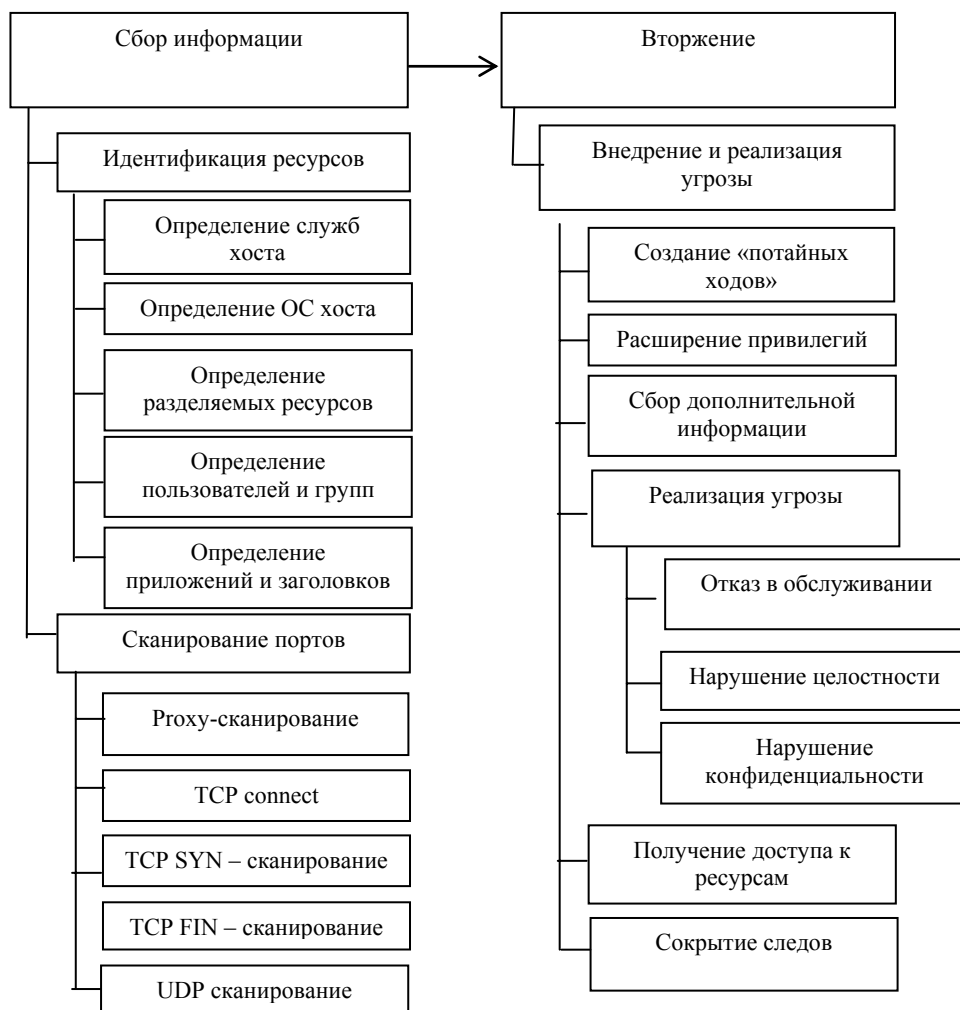 Сбор информации
Идентификация ресурсов
Определение служб
хоста
Определение ОС хоста
Определение
разделяемых ресурсов
Определение
пользователей и групп
Определение
приложений и заголовков
Сканирование портов
Proxy-сканирование
TCP connect
TCP SYN – сканирование
TCP FIN – сканирование
UDP сканирование
Вторжение
Внедрение и реализация
угрозы
Создание «потайных
ходов»
Расширение привилегий
Сбор дополнительной
информации
Реализация угрозы
Отказ в обслуживании
Нарушение целостности
Нарушение
конфиденциальности
Получение доступа к
ресурсам
Сокрытие следов